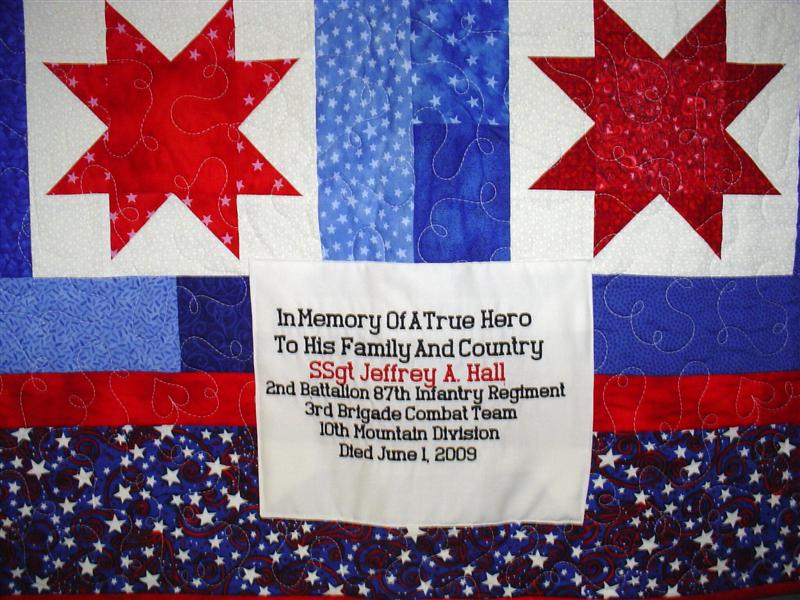 In Memory Of A True Hero
To His Family And Country
SSgt Jeffrey A. Hall
2nd Battalion 87th Infantry Regiment
3rd Brigade Combat Team
10th Mountain Division
Died June 1, 2009